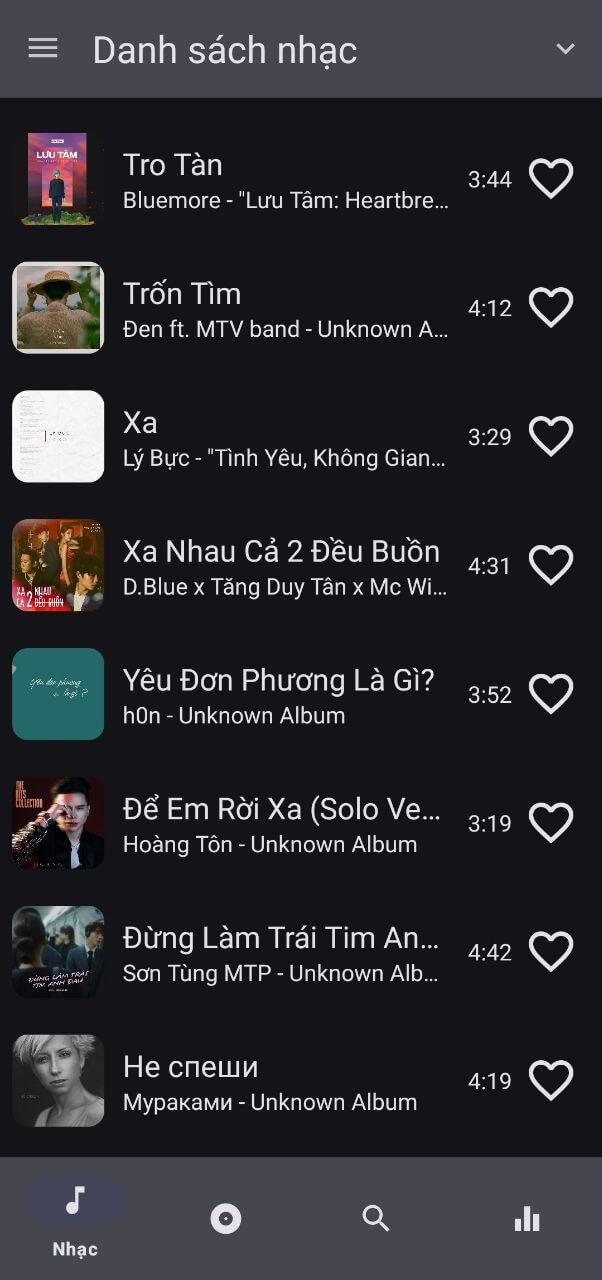 Danh sách nhạc
LƯU TÂM
Tro Tàn
Bluemore - "Lưu Tâm: Heartbre...
3:44
Trốn Tìm
Đen ft. MTV band - Unknown A...
4:12
Xa
Lý Bực - "Tình Yêu, Không Gian...
3:29
XA 2 NHAU
CẢ 2 ĐỀU BUỒN
Xa Nhau Cả 2 Đều Buồn
D.Blue x Tăng Duy Tân x Mc Wi...
4:31
Yêu đơn phương
là gì?
Yêu Đơn Phương Là Gì?
h0n - Unknown Album
3:52
THE
HITS
COLLECTION
Để Em Rời Xa (Solo Ve...
Hoàng Tôn - Unknown Album
3:19
ĐỪNG LÀM TRÁI
TIM ANH ĐAU
Đừng Làm Trái Tim An...
Sơn Tùng MTP - Unknown Alb...
4:42
Не спеши
Мураками - Unknown Album
4:19
Nhạc